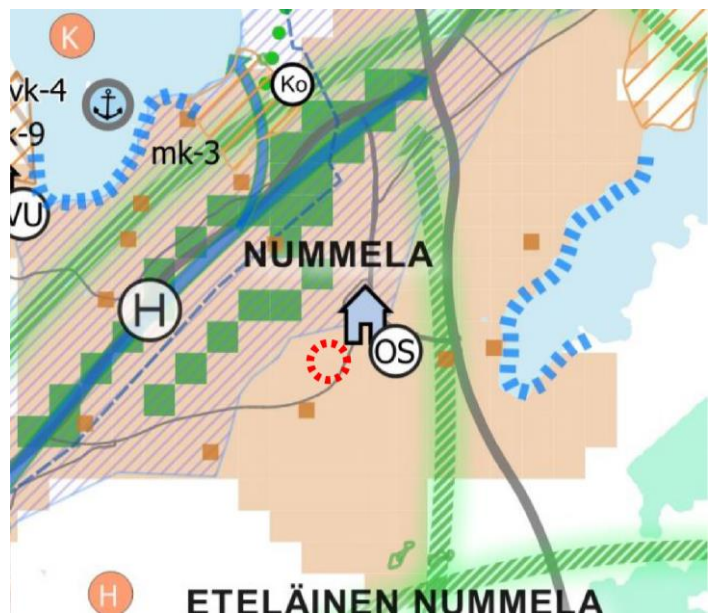 K
vk-4
Ko
k-9
mk-3
VU
NUMMELA
H
OS
H
ETELÄINEN NUMMELA